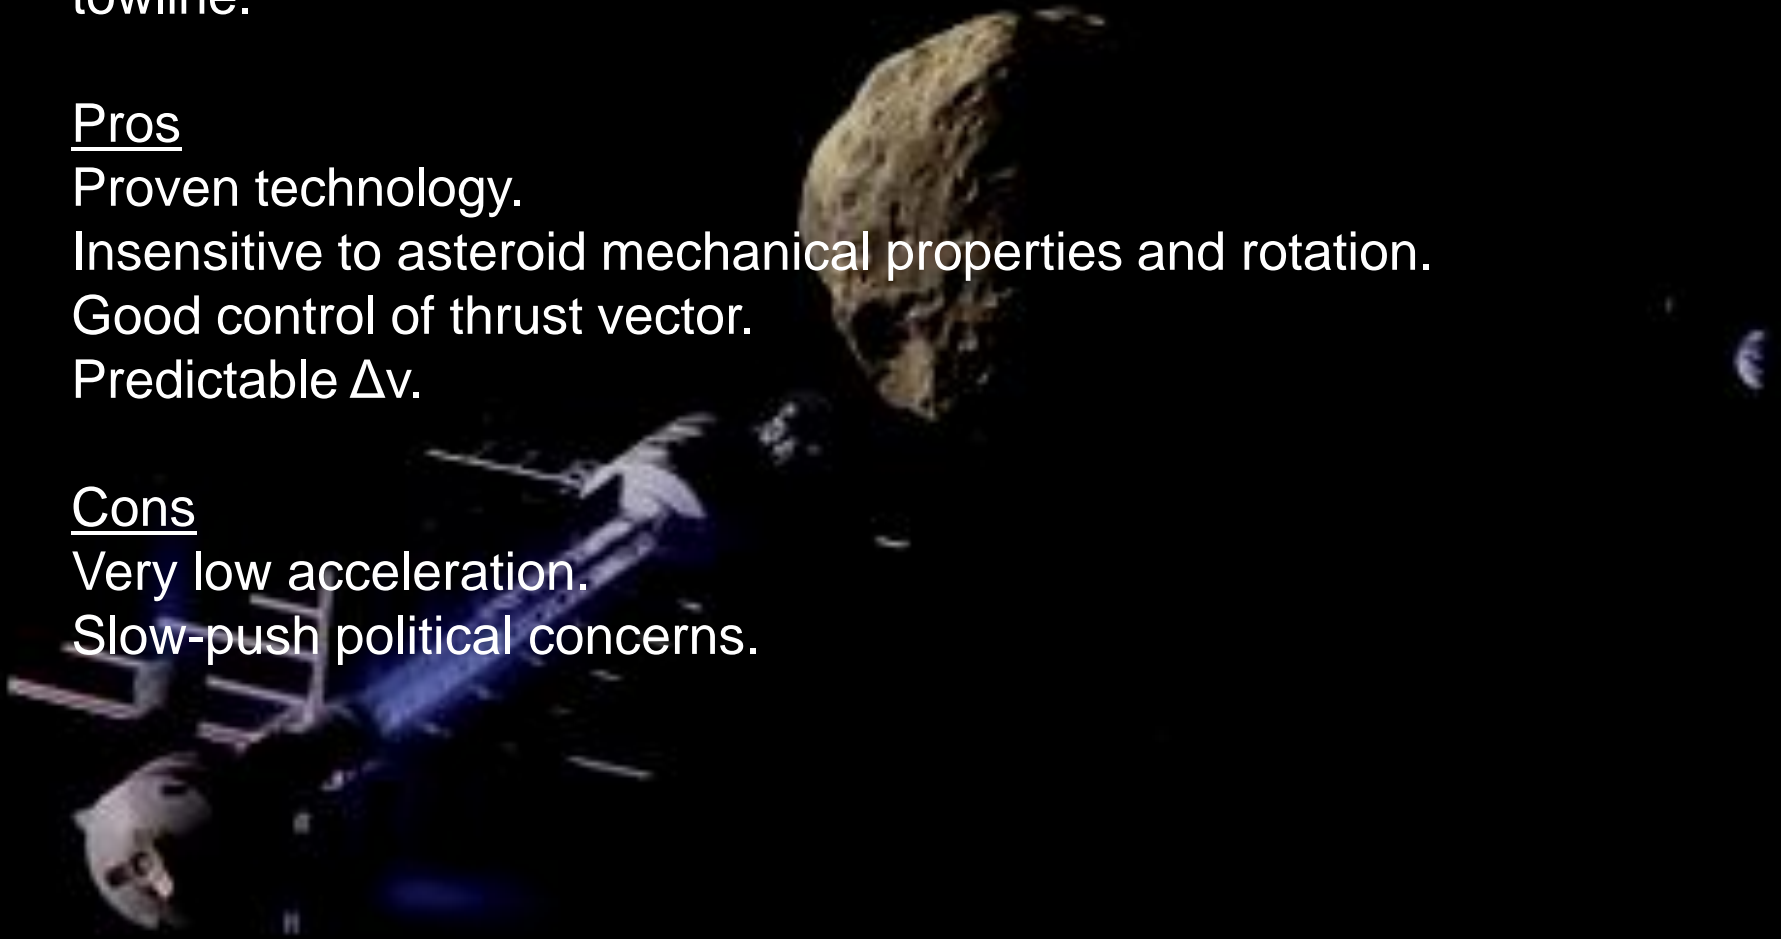 towline.
Pros
Proven technology.
Insensitive to asteroid mechanical properties and rotation.
Good control of thrust vector.
Predictable Δv.
Cons
Very low acceleration.
Slow-push political concerns.